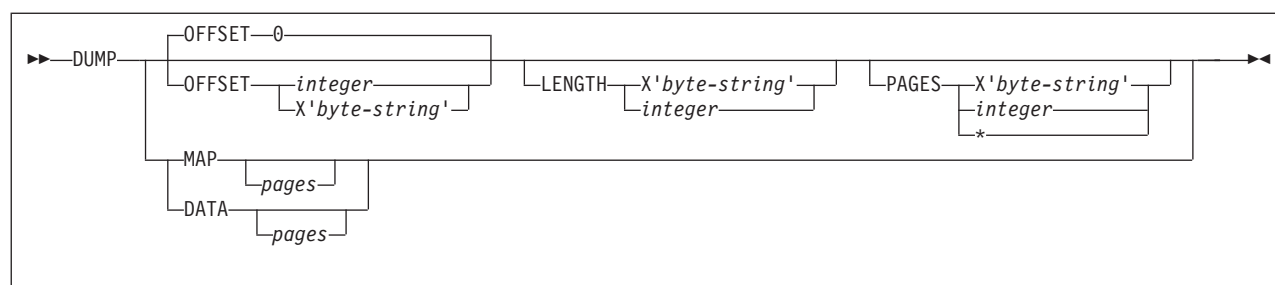 OFFSET 0
DUMP
OFFSET integer LENGTH X'byte-string' PAGES X'byte-string'
X'byte-string' integer integer
*
MAP
pages
DATA
pages